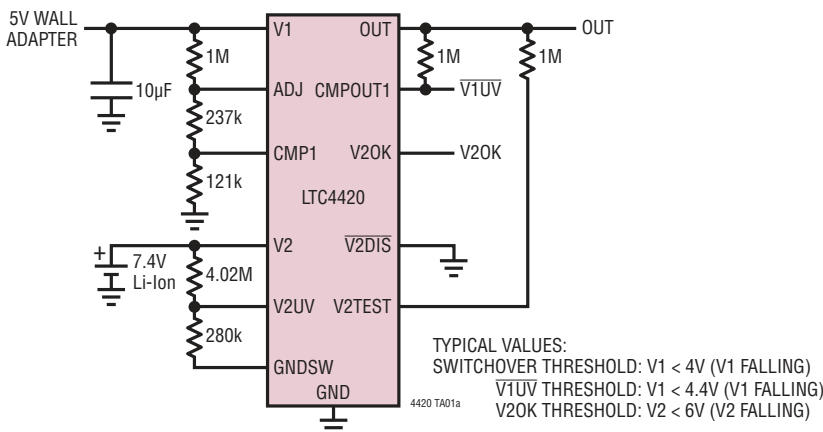 5V WALL
ADAPTER
V1
OUT
OUT
1M
1M
1M
10µF
ADJ
CMPOUT1
V1UV
237k
CMP1
V2OK
V2OK
121k
LTC4420
+
7.4V
Li-Ion
V2
V2DIS
4.02M
V2UV
V2TEST
280k
GNDSW
GND
4420 TA01a
TYPICAL VALUES:
SWITCHOVER THRESHOLD: V1 < 4V (V1 FALLING)
V1UV THRESHOLD: V1 < 4.4V (V1 FALLING)
V2OK THRESHOLD: V2 < 6V (V2 FALLING)